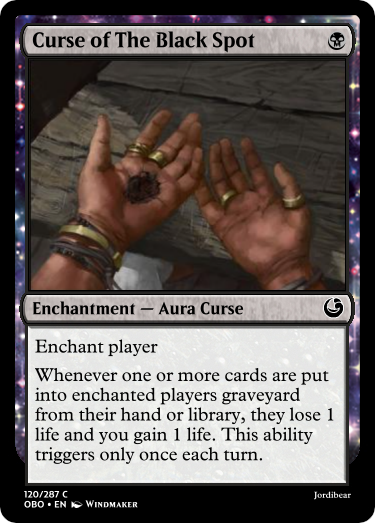 Curse of The Black Spot
Enchantment — Aura Curse
Enchant player
Whenever one or more cards are put
into enchanted players graveyard
from their hand or library, they lose 1
life and you gain 1 life. This ability
triggers only once each turn.
120/287 C
OBO • EN Windmaker
Jordibear